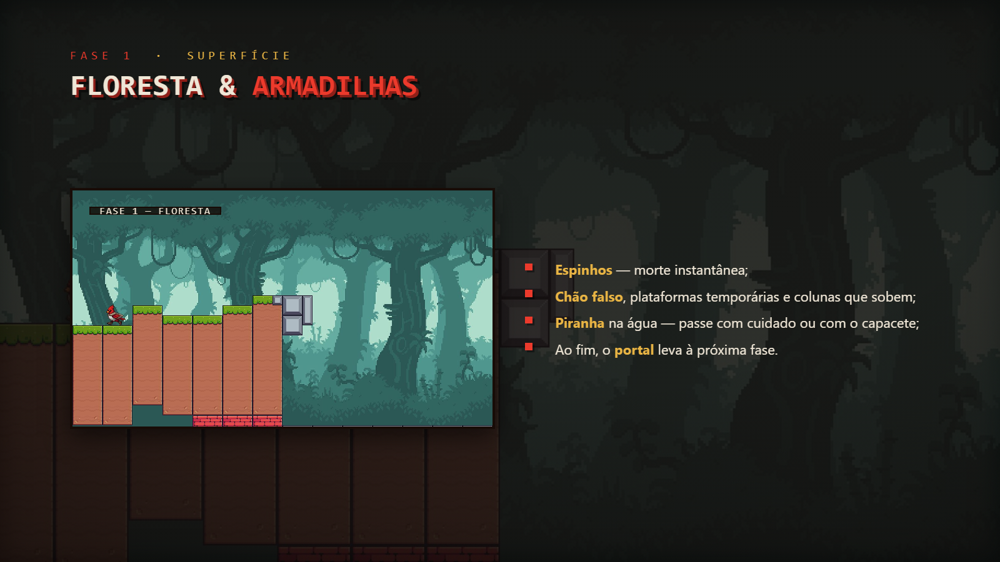 FASE 1 · SUPERFÍCIE
FLORESTA & ARMADILHAS
FASE 1 — FLORESTA
Espinhos — morte instantânea;
Chão falso, plataformas temporárias e colunas que sobem;
Piranha na água — passe com cuidado ou com o capacete;
Ao fim, o portal leva à próxima fase.